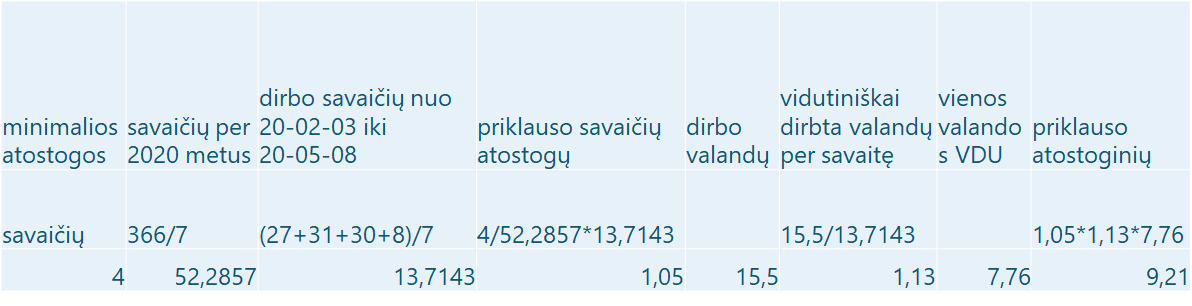 minimalios atostogos
savaičių per 2020 metus
dirbo savaičių nuo 20-02-03 iki 20-05-08
priklauso savaičių atostogų
dirbo valandų
vidutiniškai dirbta valandų per savaitę
vienos valandos VDU
priklauso atostoginių
savaičių 366/7 (27+31+30+8)/7 4/52,2857*13,7143 15,5/13,7143 1,05*1,13*7,76
4 52,2857 13,7143 1,05 15,5 1,13 7,76 9,21